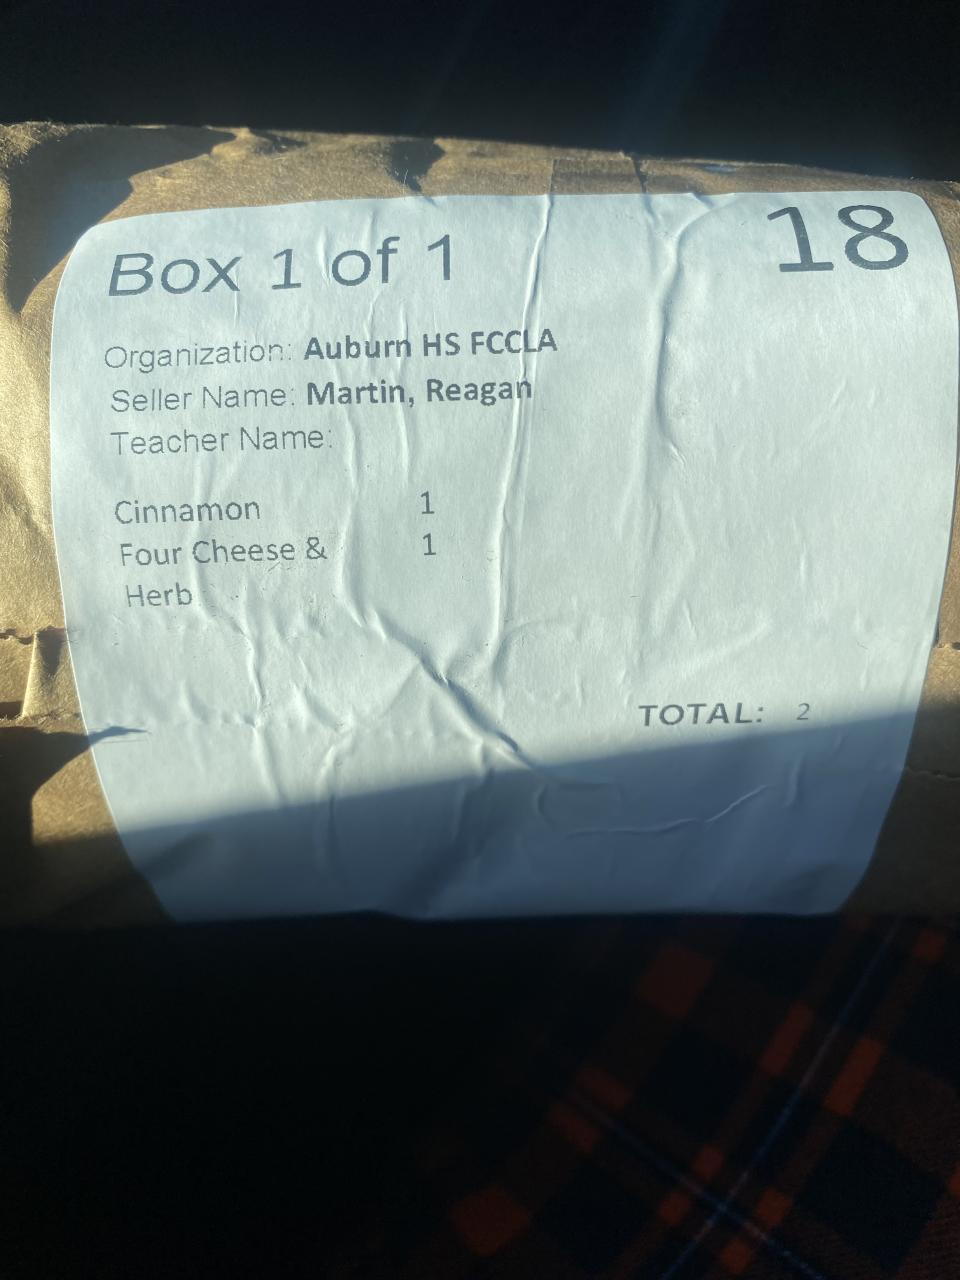 Box 1 of 1 18
Organization: Auburn HS FCCLA
Seller Name: Martin, Reagan
Teacher Name:
Cinnamon 1
Four Cheese & 1
Herb
TOTAL: 2